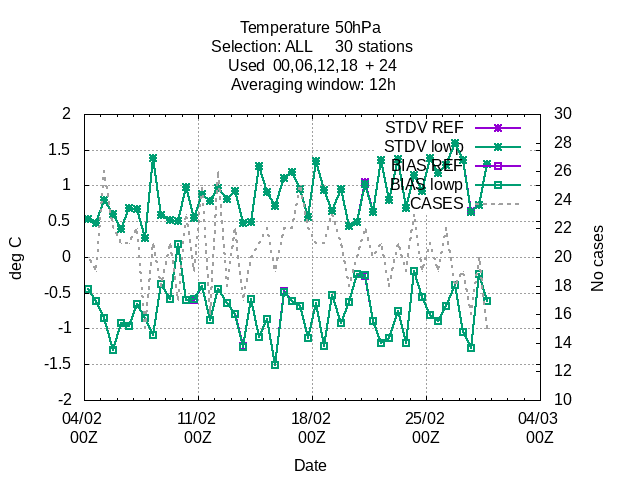 Temperature 50hPa
Selection: ALL 30 stations
Used 00,06,12,18 + 24
Averaging window: 12h
2
1.5
1
0.5
0
-0.5
-1
-1.5
-2
deg C
30
28
26
24
22
20
18
16
14
12
10
No cases
STDV REF
STDV lowp
BIAS REF
BIAS lowp
CASES
04/02 11/02 18/02 25/02 04/03
00Z 00Z 00Z 00Z 00Z
Date